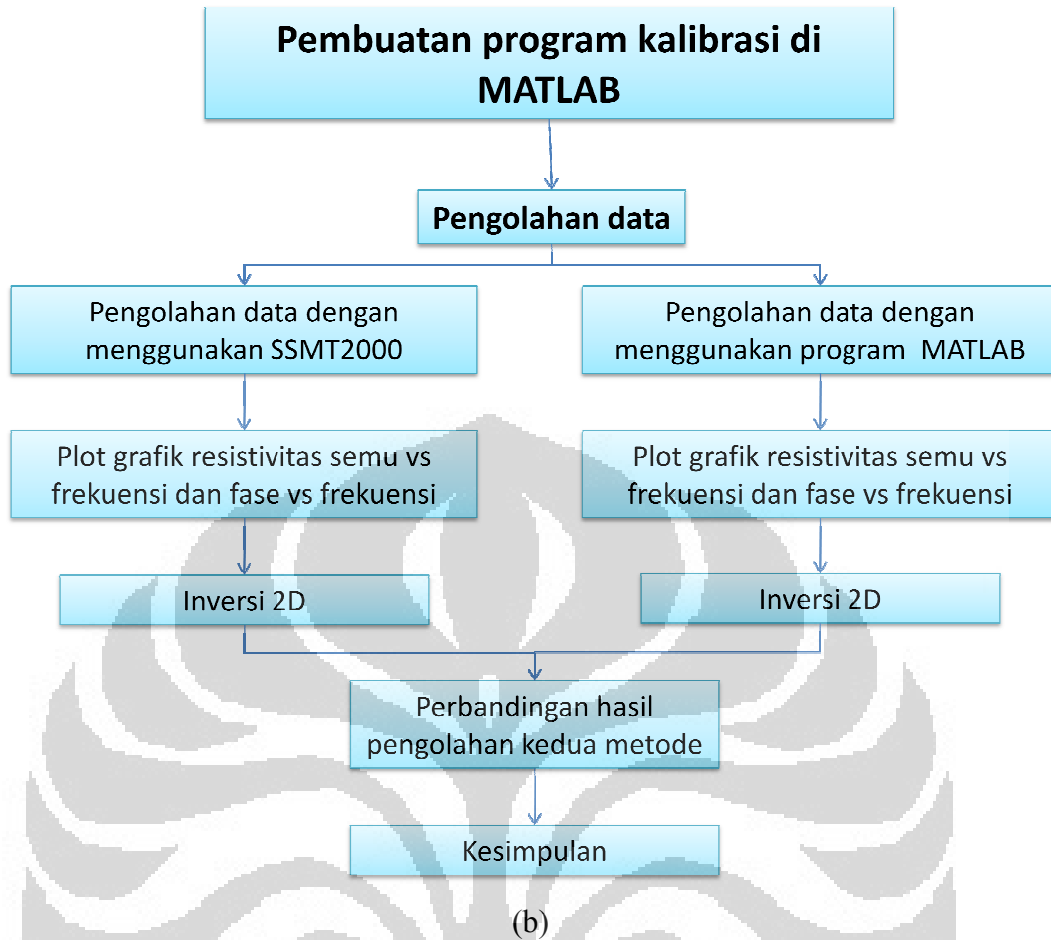 Pembuatan program kalibrasi di
MATLAB
Pengolahan data
Pengolahan data dengan
menggunakan SSMT2000
Pengolahan data dengan
menggunakan program MATLAB
Plot grafik resistivitas semu vs
frekuensi dan fase vs frekuensi
Plot grafik resistivitas semu vs
frekuensi dan fase vs frekuensi
Inversi 2D
Inversi 2D
Perbandingan hasil
pengolahan kedua metode
Kesimpulan
(b)